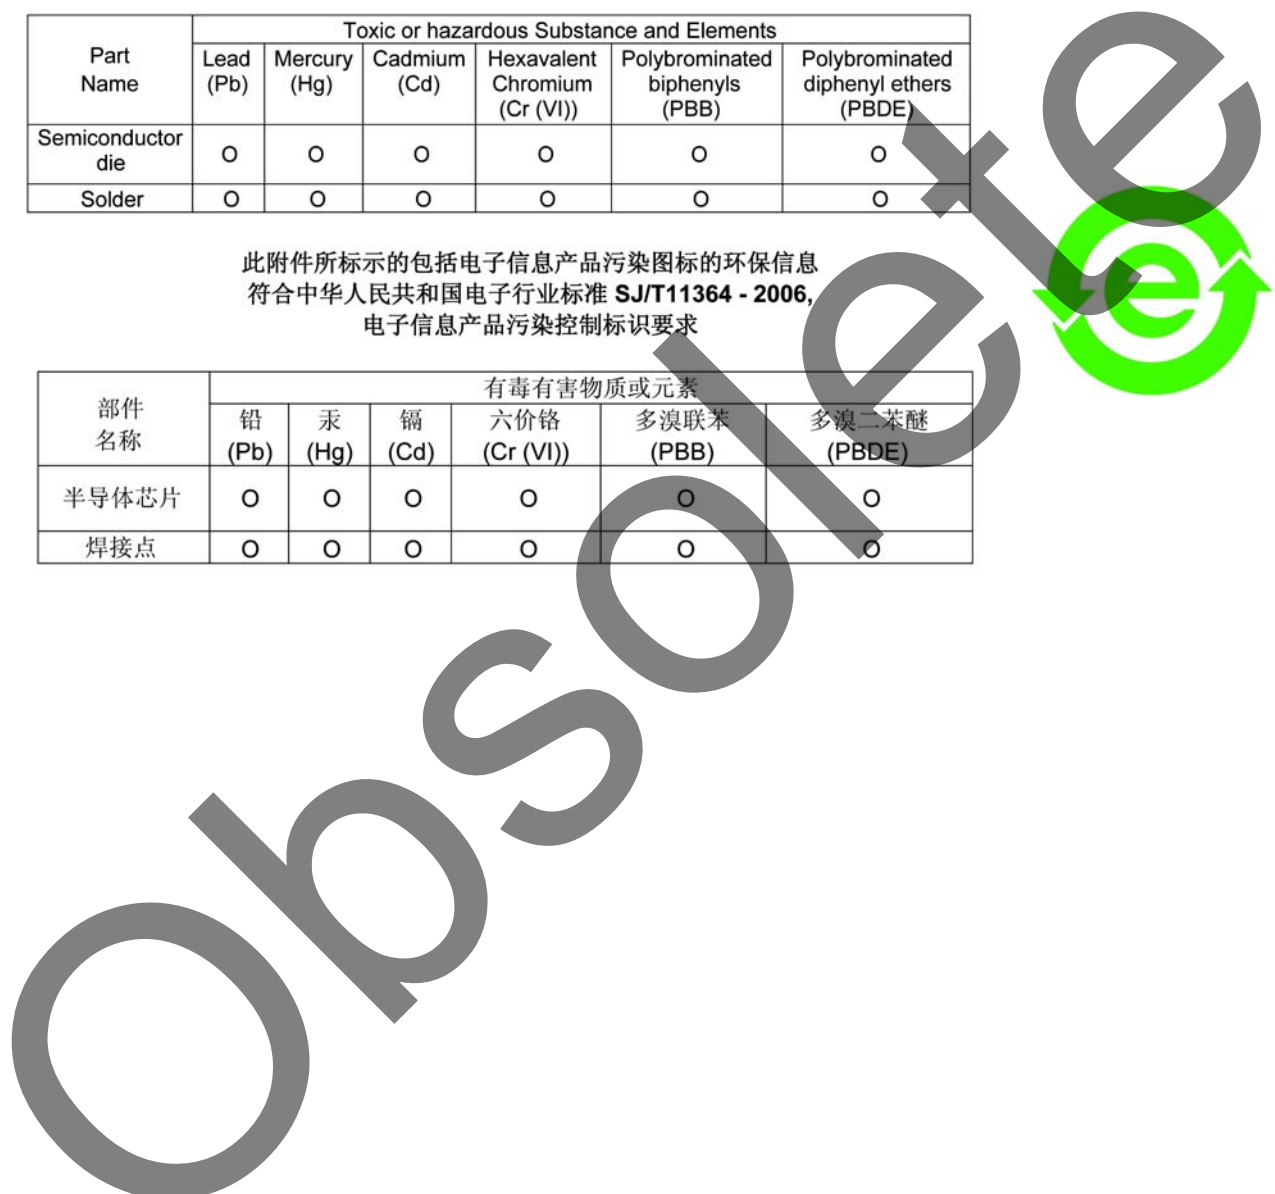 Toxic or hazardous Substance and Elements
Part Name Lead (Pb) Mercury (Hg) Cadmium (Cd) Hexavalent Chromium (Cr (VI)) Polybrominated biphenyls (PBB) Polybrominated diphenyl ethers (PBDE)
Semiconductor die O O O O O O
Solder O O O O O O
此附件所标示的包括电子信息产品污染图标的环保信息
符合中华人民共和国电子行业标准 SJ/T11364 - 2006,
电子信息产品污染控制标识要求
有毒有害物质或元素
部件名称 铅 (Pb) 汞 (Hg) 镉 (Cd) 六价铬 (Cr (VI)) 多溴联苯 (PBB) 多溴二苯醚 (PBDE)
半导体芯片 O O O O O O
焊接点 O O O O O O
e
Obsolete